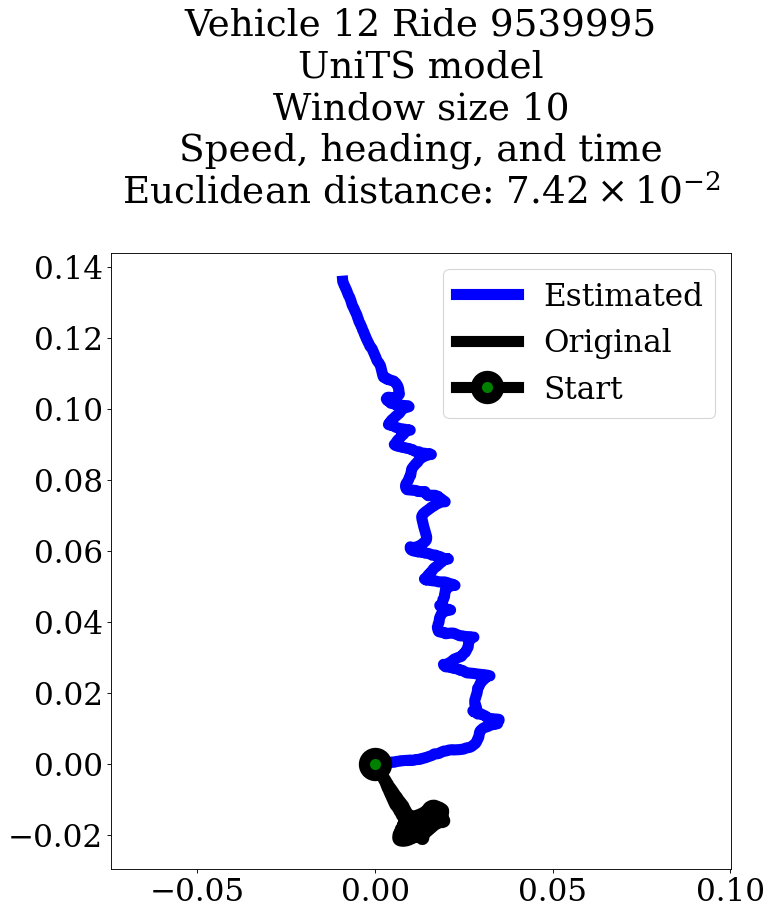 Vehicle 12 Ride 9539995
UniTS model
Window size 10
Speed, heading, and time
Euclidean distance: 7.42 × 10⁻²
0.14
Estimated
0.12
Original
0.10
Start
0.08
0.06
0.04
0.02
0.00
−0.02
−0.05 0.00 0.05 0.10